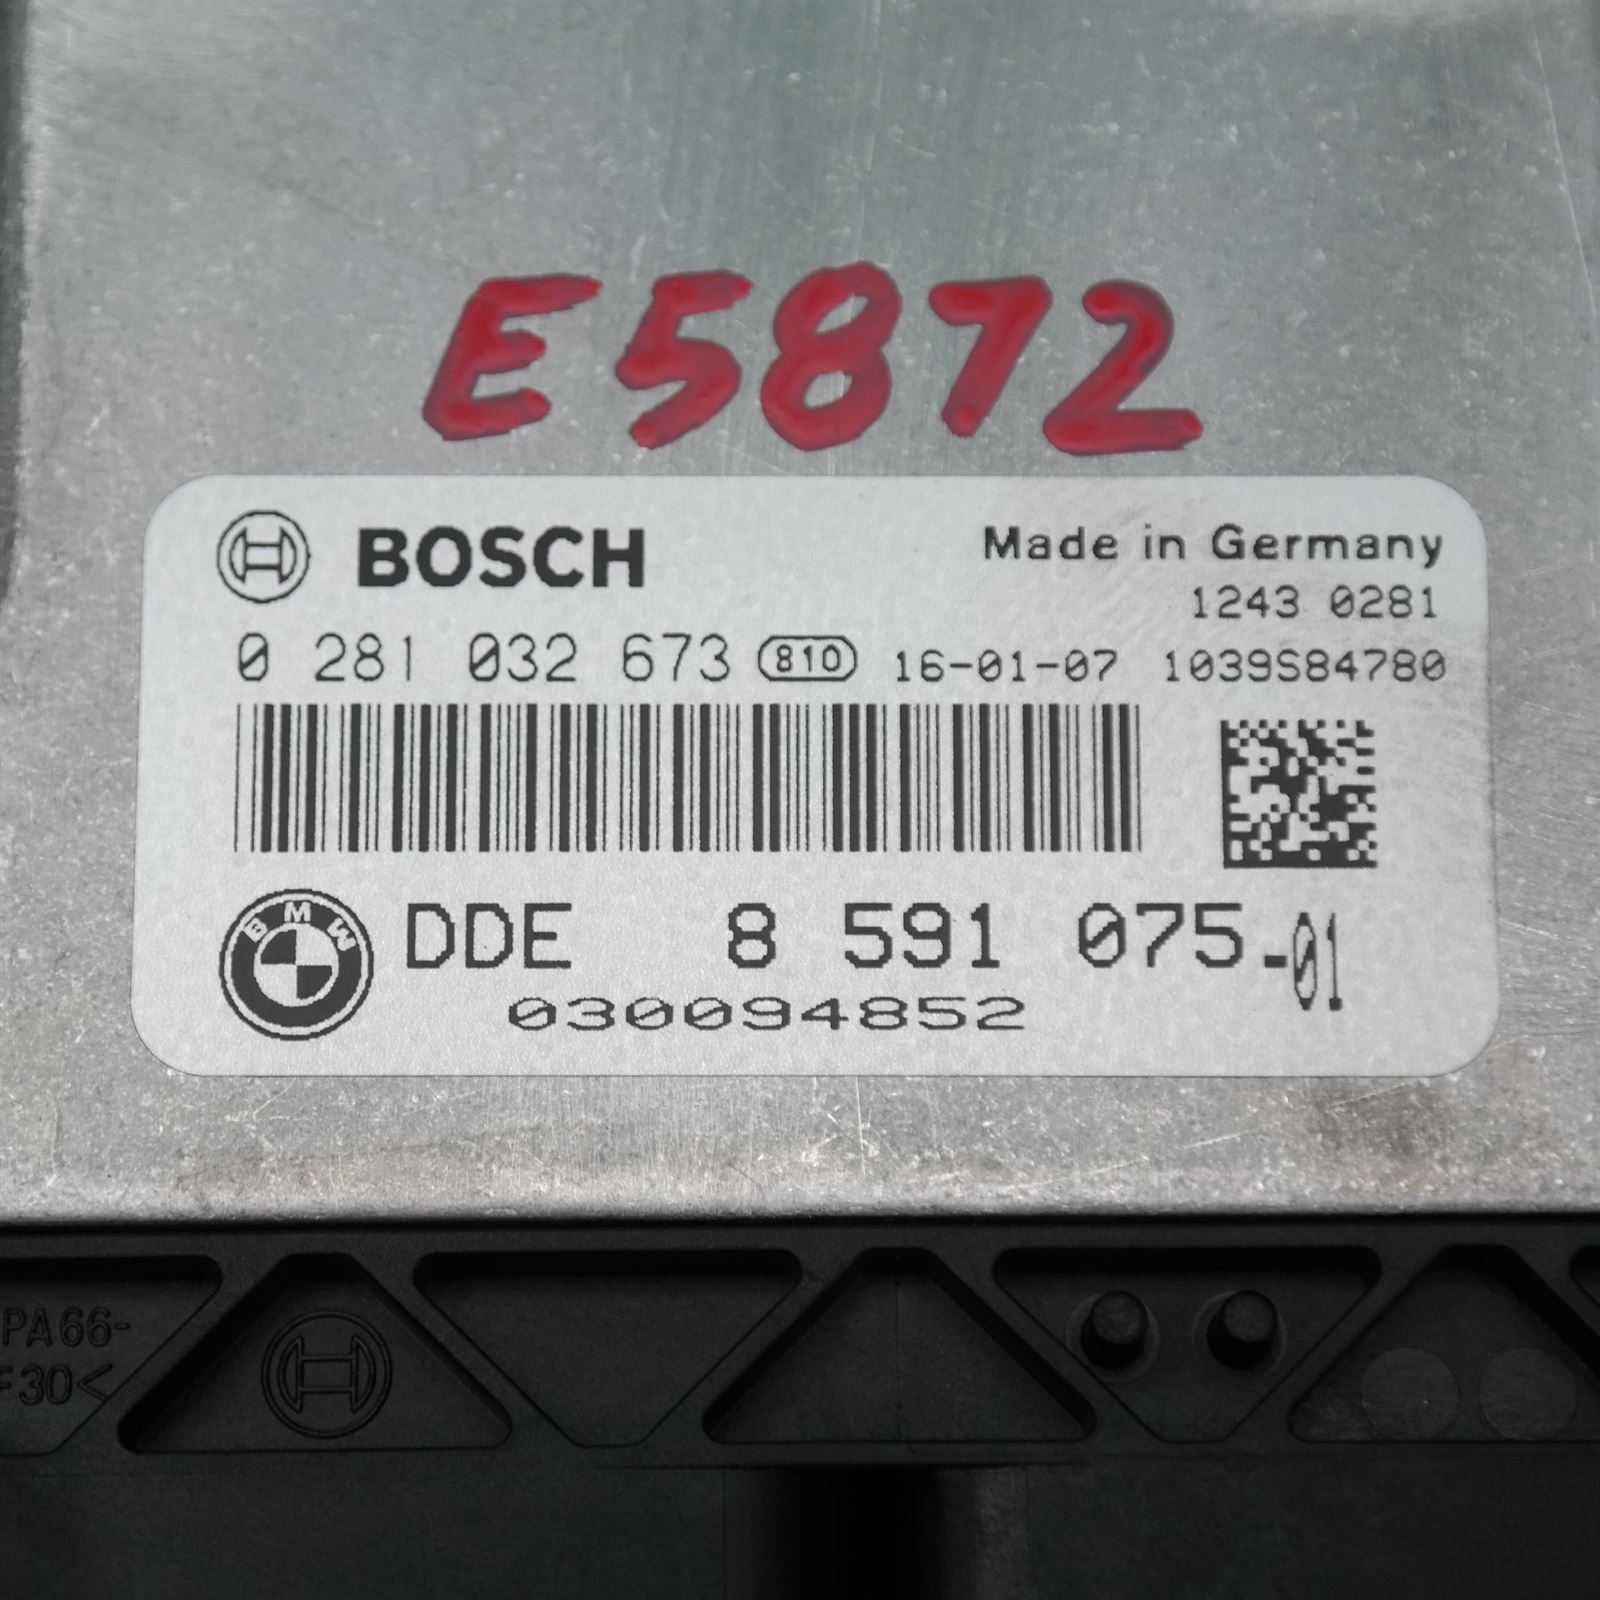 E5872
BOSCH
Made in Germany
1243 0281
0 281 032 673 810 16-01-07 1039S84780
BMW
DDE 8 591 075-01
030094852
PA66-
F30<